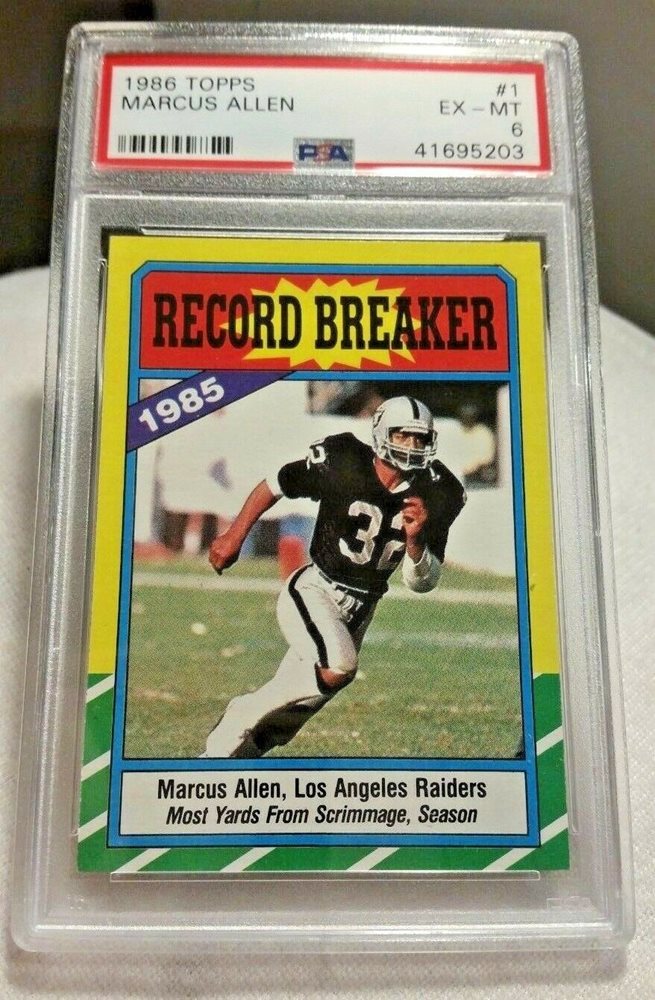 1986 TOPPS #1
MARCUS ALLEN EX – MT
6
PSA 41695203
RECORD BREAKER
1985
32
Marcus Allen, Los Angeles Raiders
Most Yards From Scrimmage, Season